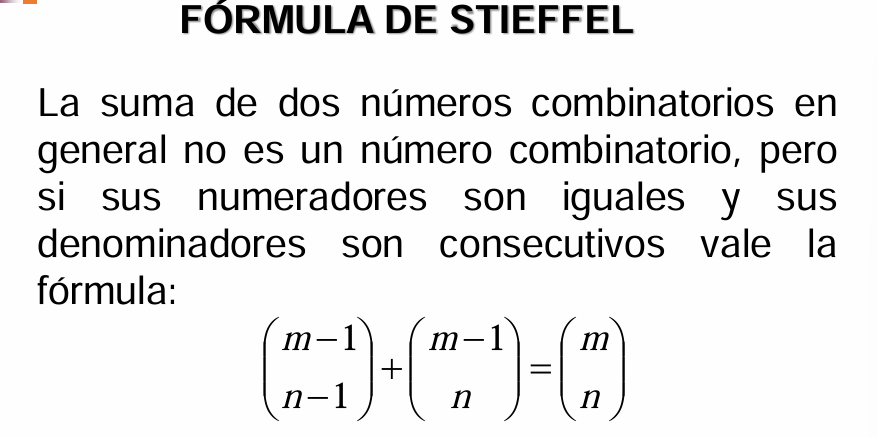 FÓRMULA DE STIEFFEL
La suma de dos números combinatorios en
general no es un número combinatorio, pero
si sus numeradores son iguales y sus
denominadores son consecutivos vale la
fórmula:
(m−1 n−1) + (m−1 n) = (m n)